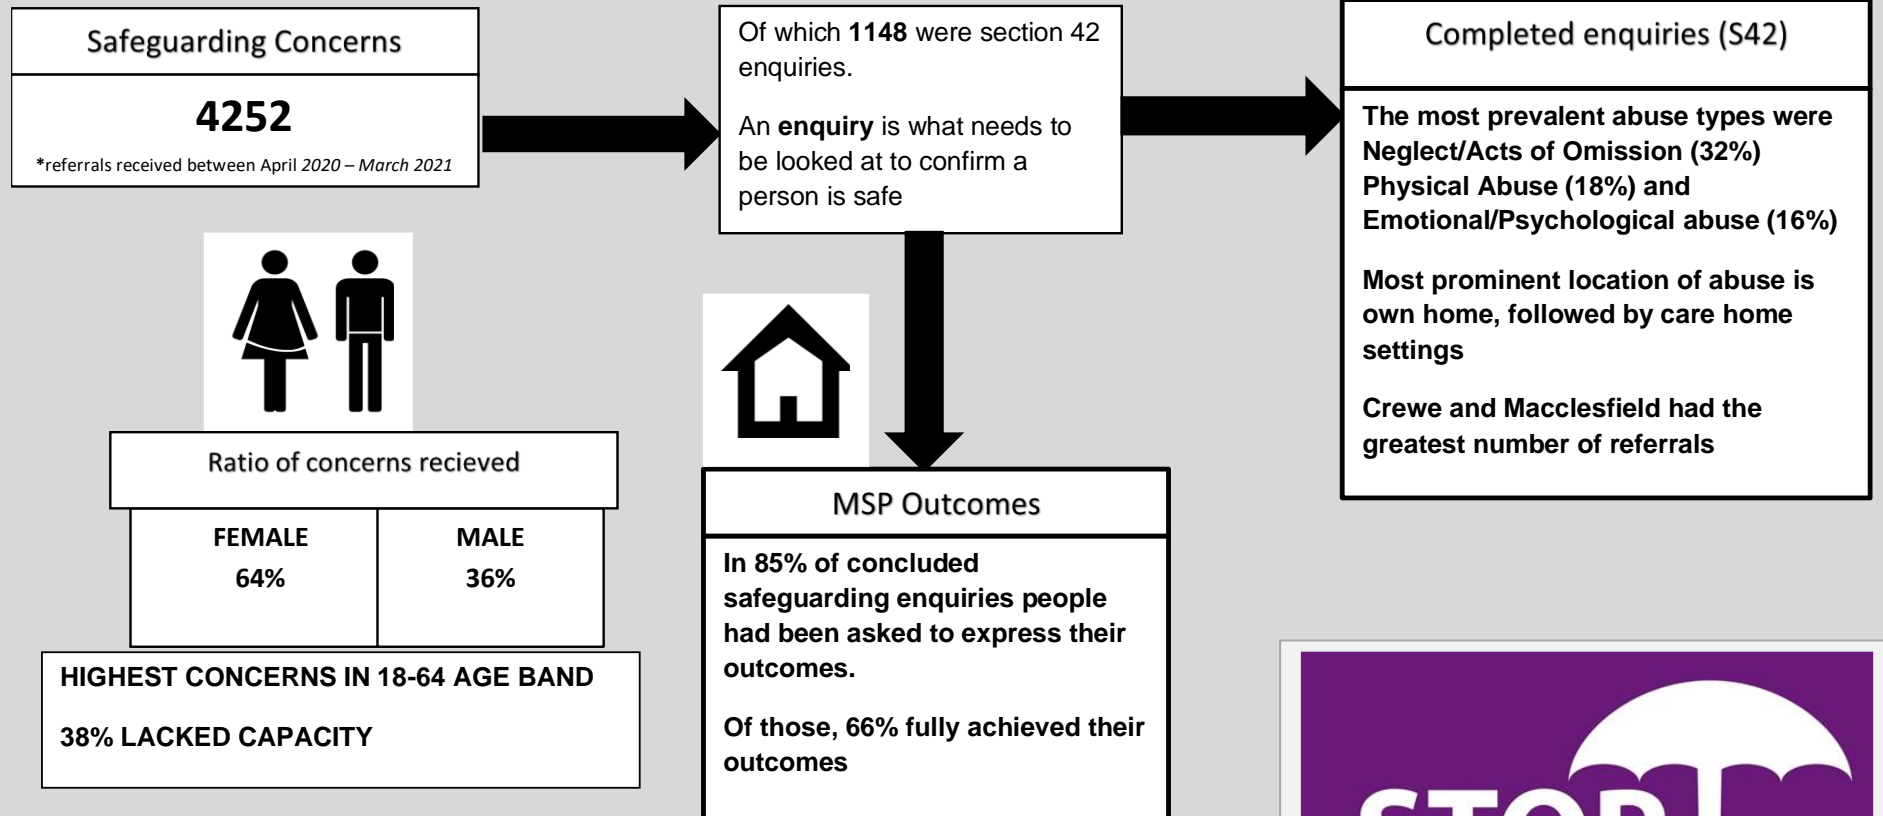 Safeguarding Concerns
4252
*referrals received between April 2020 – March 2021
Of which 1148 were section 42
enquiries.
An enquiry is what needs to
be looked at to confirm a
person is safe
Completed enquiries (S42)
The most prevalent abuse types were
Neglect/Acts of Omission (32%)
Physical Abuse (18%) and
Emotional/Psychological abuse (16%)
Most prominent location of abuse is
own home, followed by care home
settings
Crewe and Macclesfield had the
greatest number of referrals
Ratio of concerns recieved
FEMALE
64%
MALE
36%
HIGHEST CONCERNS IN 18-64 AGE BAND
38% LACKED CAPACITY
MSP Outcomes
In 85% of concluded
safeguarding enquiries people
had been asked to express their
outcomes.
Of those, 66% fully achieved their
outcomes
STOP